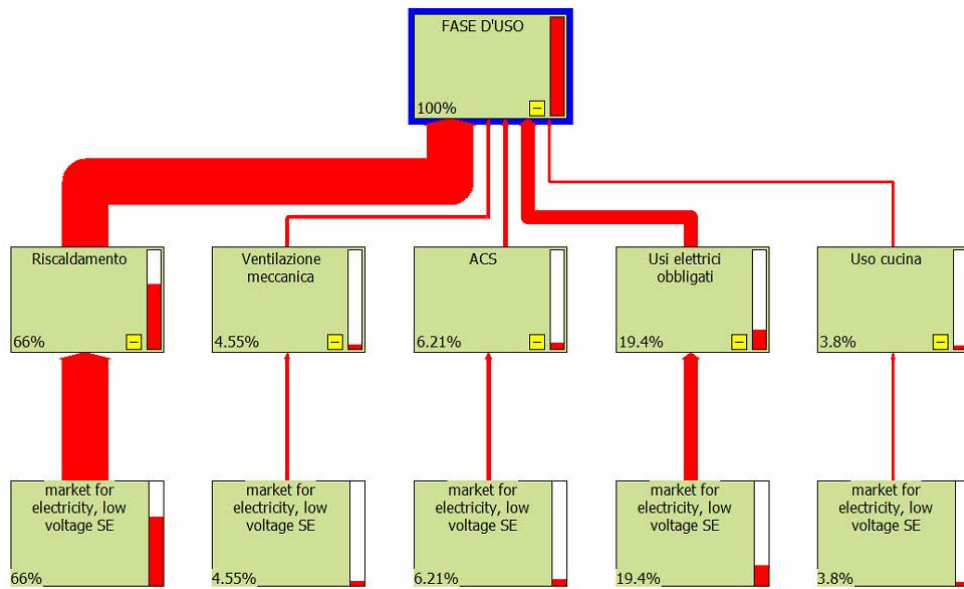 FASE D'USO
100%
Riscaldamento
66%
Ventilazione
meccanica
4.55%
ACS
6.21%
Usi elettrici
obbligati
19.4%
Uso cucina
3.8%
market for
electricity, low
voltage SE
66%
market for
electricity, low
voltage SE
4.55%
market for
electricity, low
voltage SE
6.21%
market for
electricity, low
voltage SE
19.4%
market for
electricity, low
voltage SE
3.8%